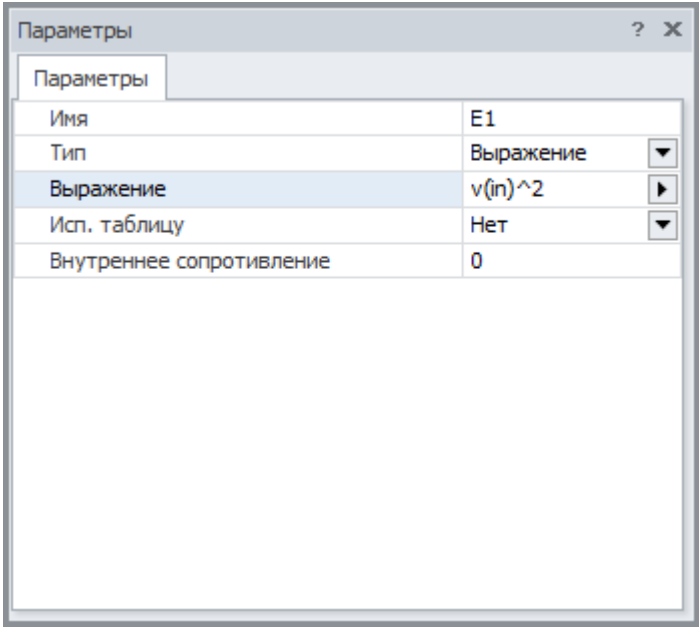 Параметры ?
Параметры
Имя E1
Тип Выражение
Выражение v(in)^2
Исп. таблицу Нет
Внутреннее сопротивление 0